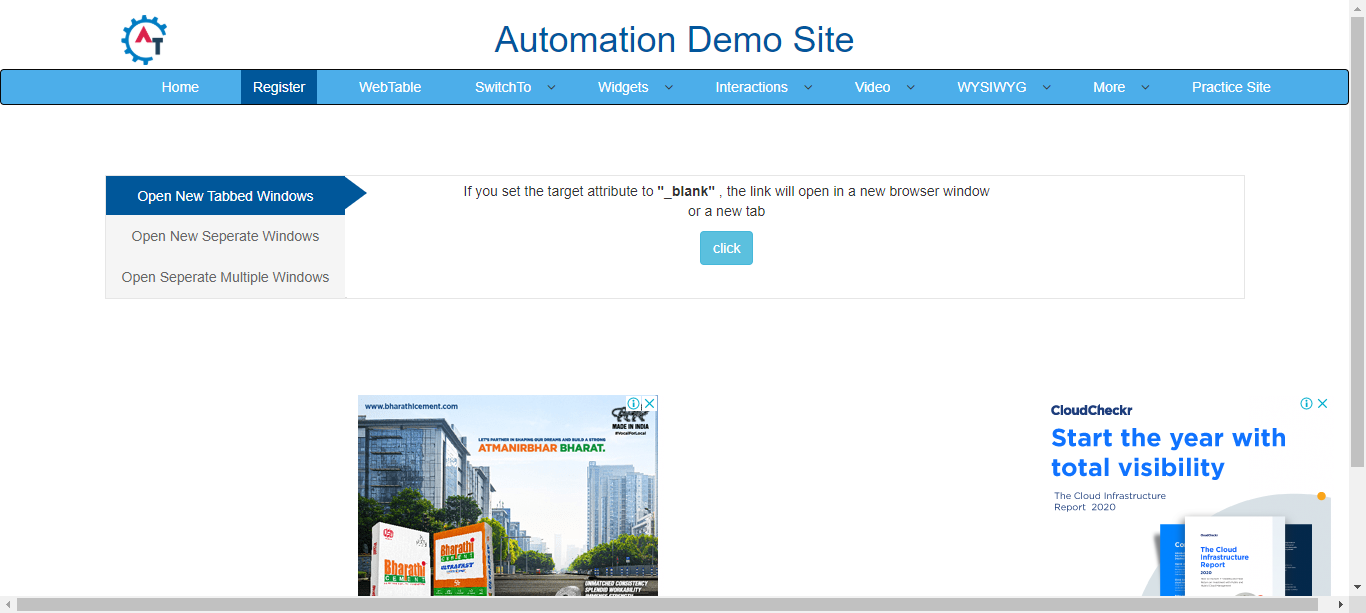 AT
Automation Demo Site
Home Register WebTable SwitchTo Widgets Interactions Video WYSIWYG More Practice Site
Open New Tabbed Windows
Open New Seperate Windows
Open Seperate Multiple Windows
If you set the target attribute to "_blank" , the link will open in a new browser window
or a new tab
click
www.bharathicement.com
MADE IN INDIA
#VocalForLocal
LET'S PARTNER IN SHAPING OUR DREAMS AND BUILD A STRONG
ATMANIRBHAR BHARAT.
Bharathi
CEMENT
Bharathi
CEMENT
ULTRAFAST
UNMATCHED CONSISTENCY
SPLENDID WORKABILITY
IMMENSE STRENGTH
CloudCheckr
Start the year with
total visibility
The Cloud Infrastructure
Report 2020
CloudCheckr
The Cloud
Infrastructure
Report
2020